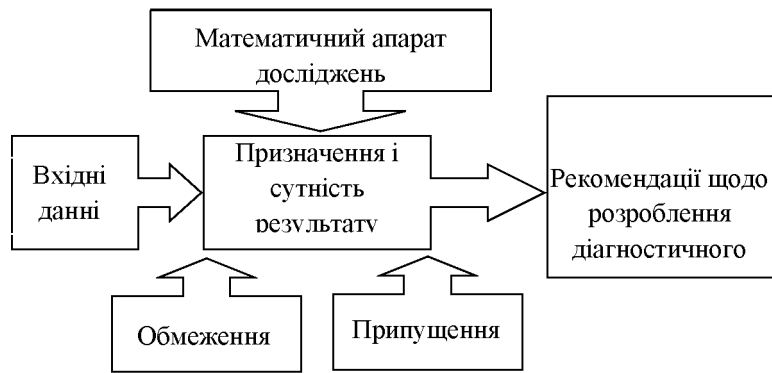 Математичний апарат
досліджень
Вхідні
данні
Призначення і
сутність
результату
Рекомендації щодо
розроблення
діагностичного
Обмеження
Припущення